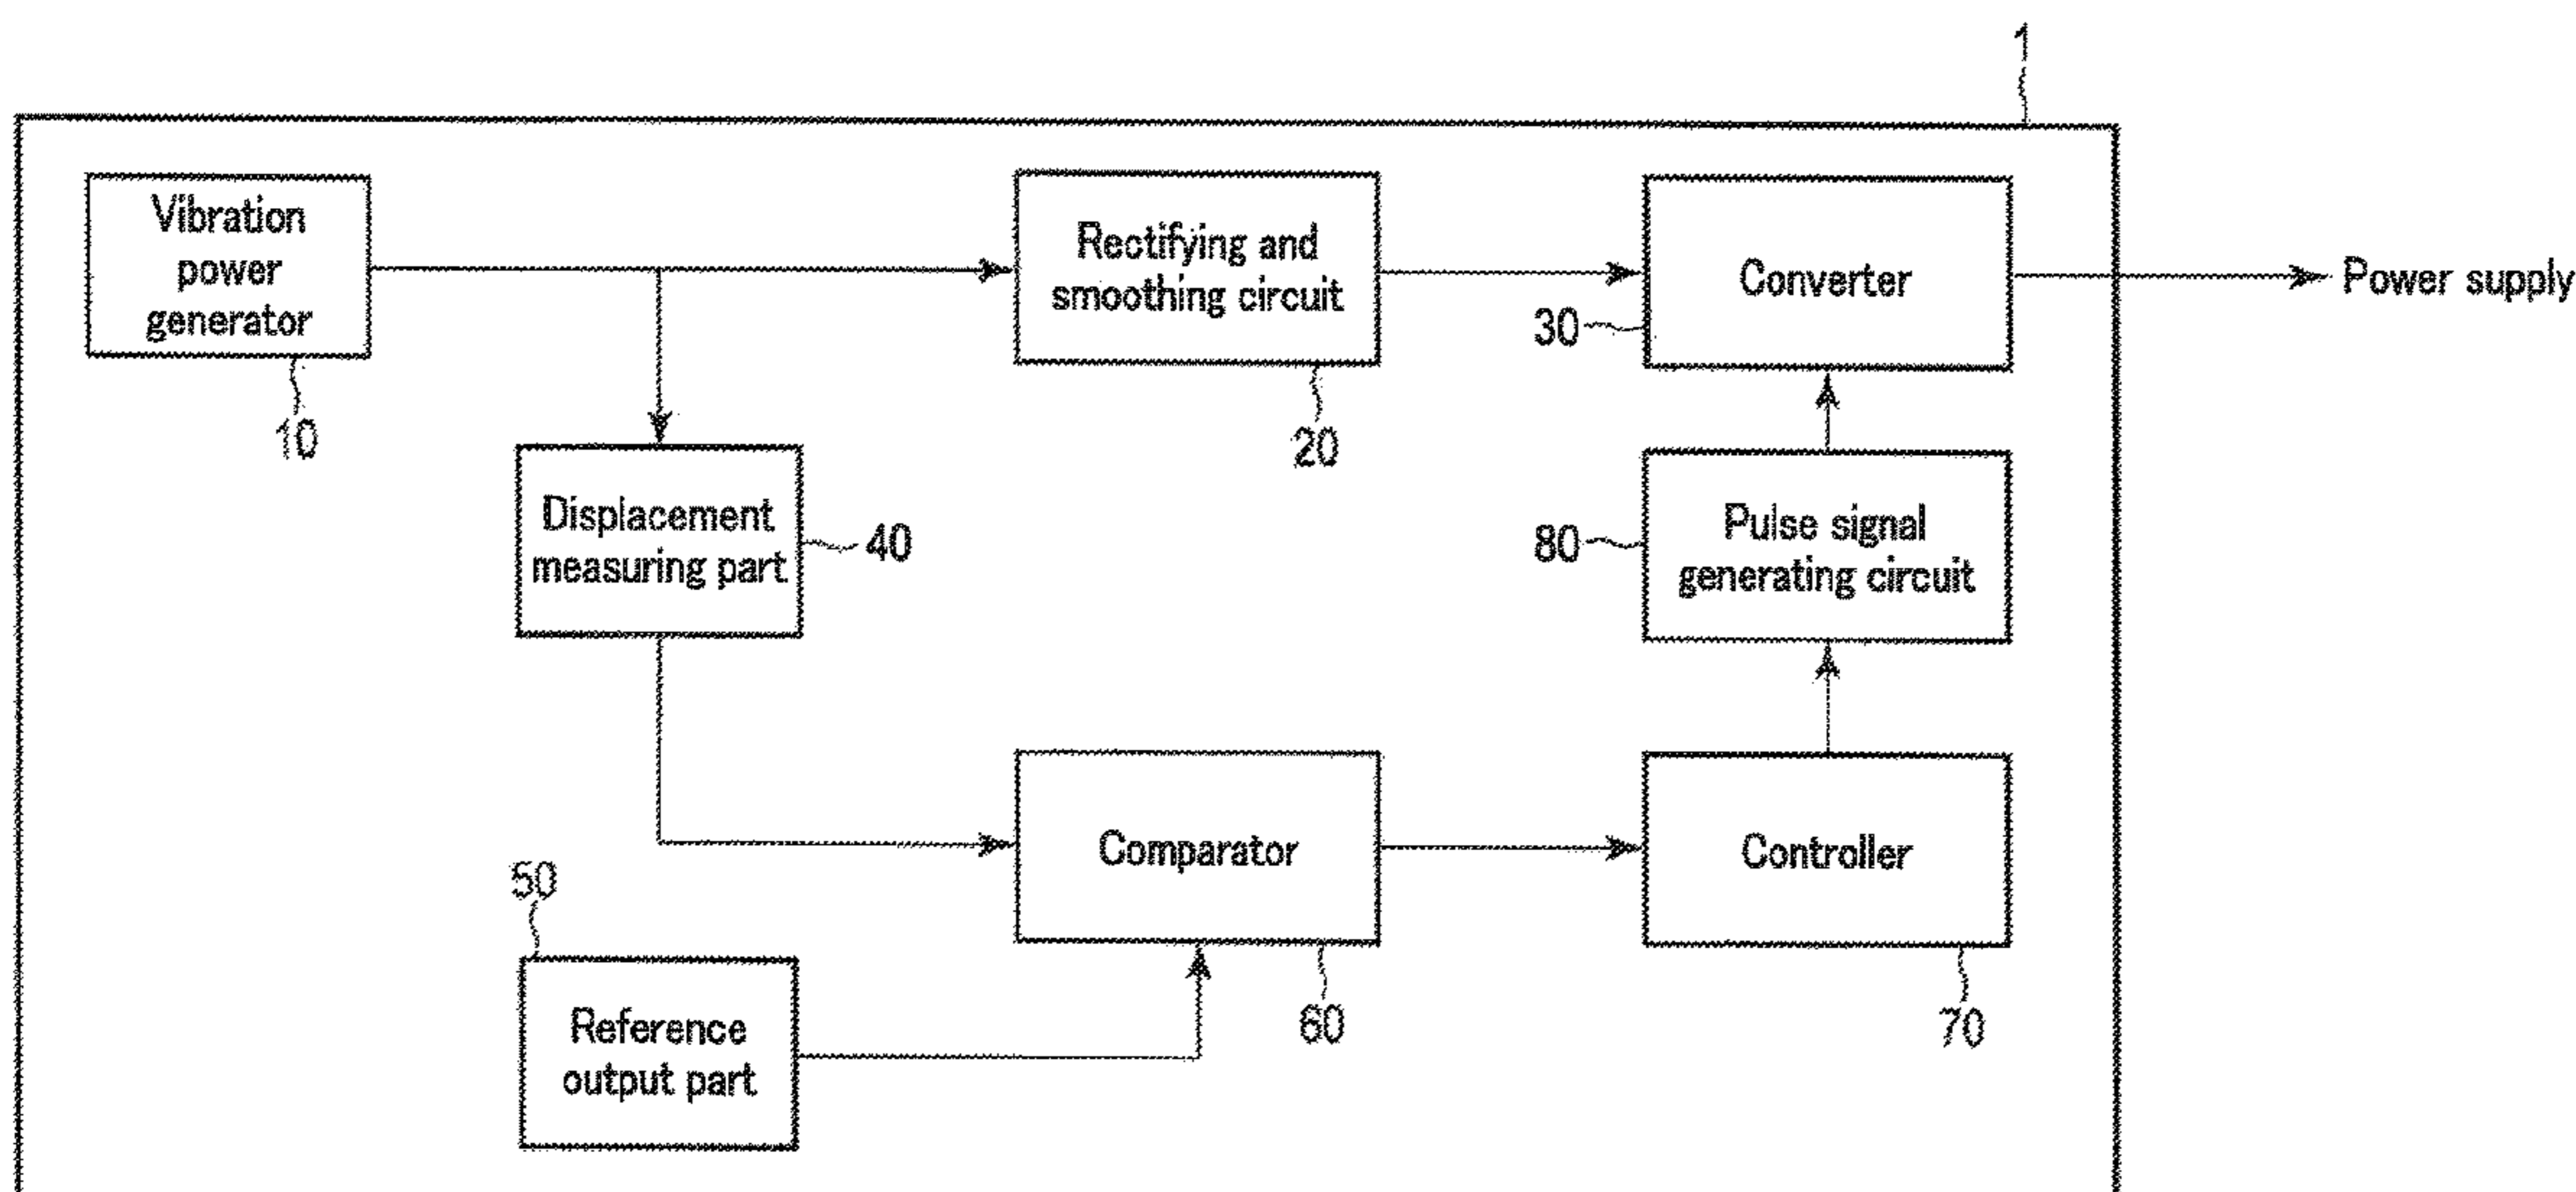 1
Vibration
power
generator
10
Rectifying and
smoothing circuit
20
Converter
30
Power supply
Displacement
measuring part
40
Pulse signal
generating circuit
80
Comparator
60
Controller
70
50
Reference
output part